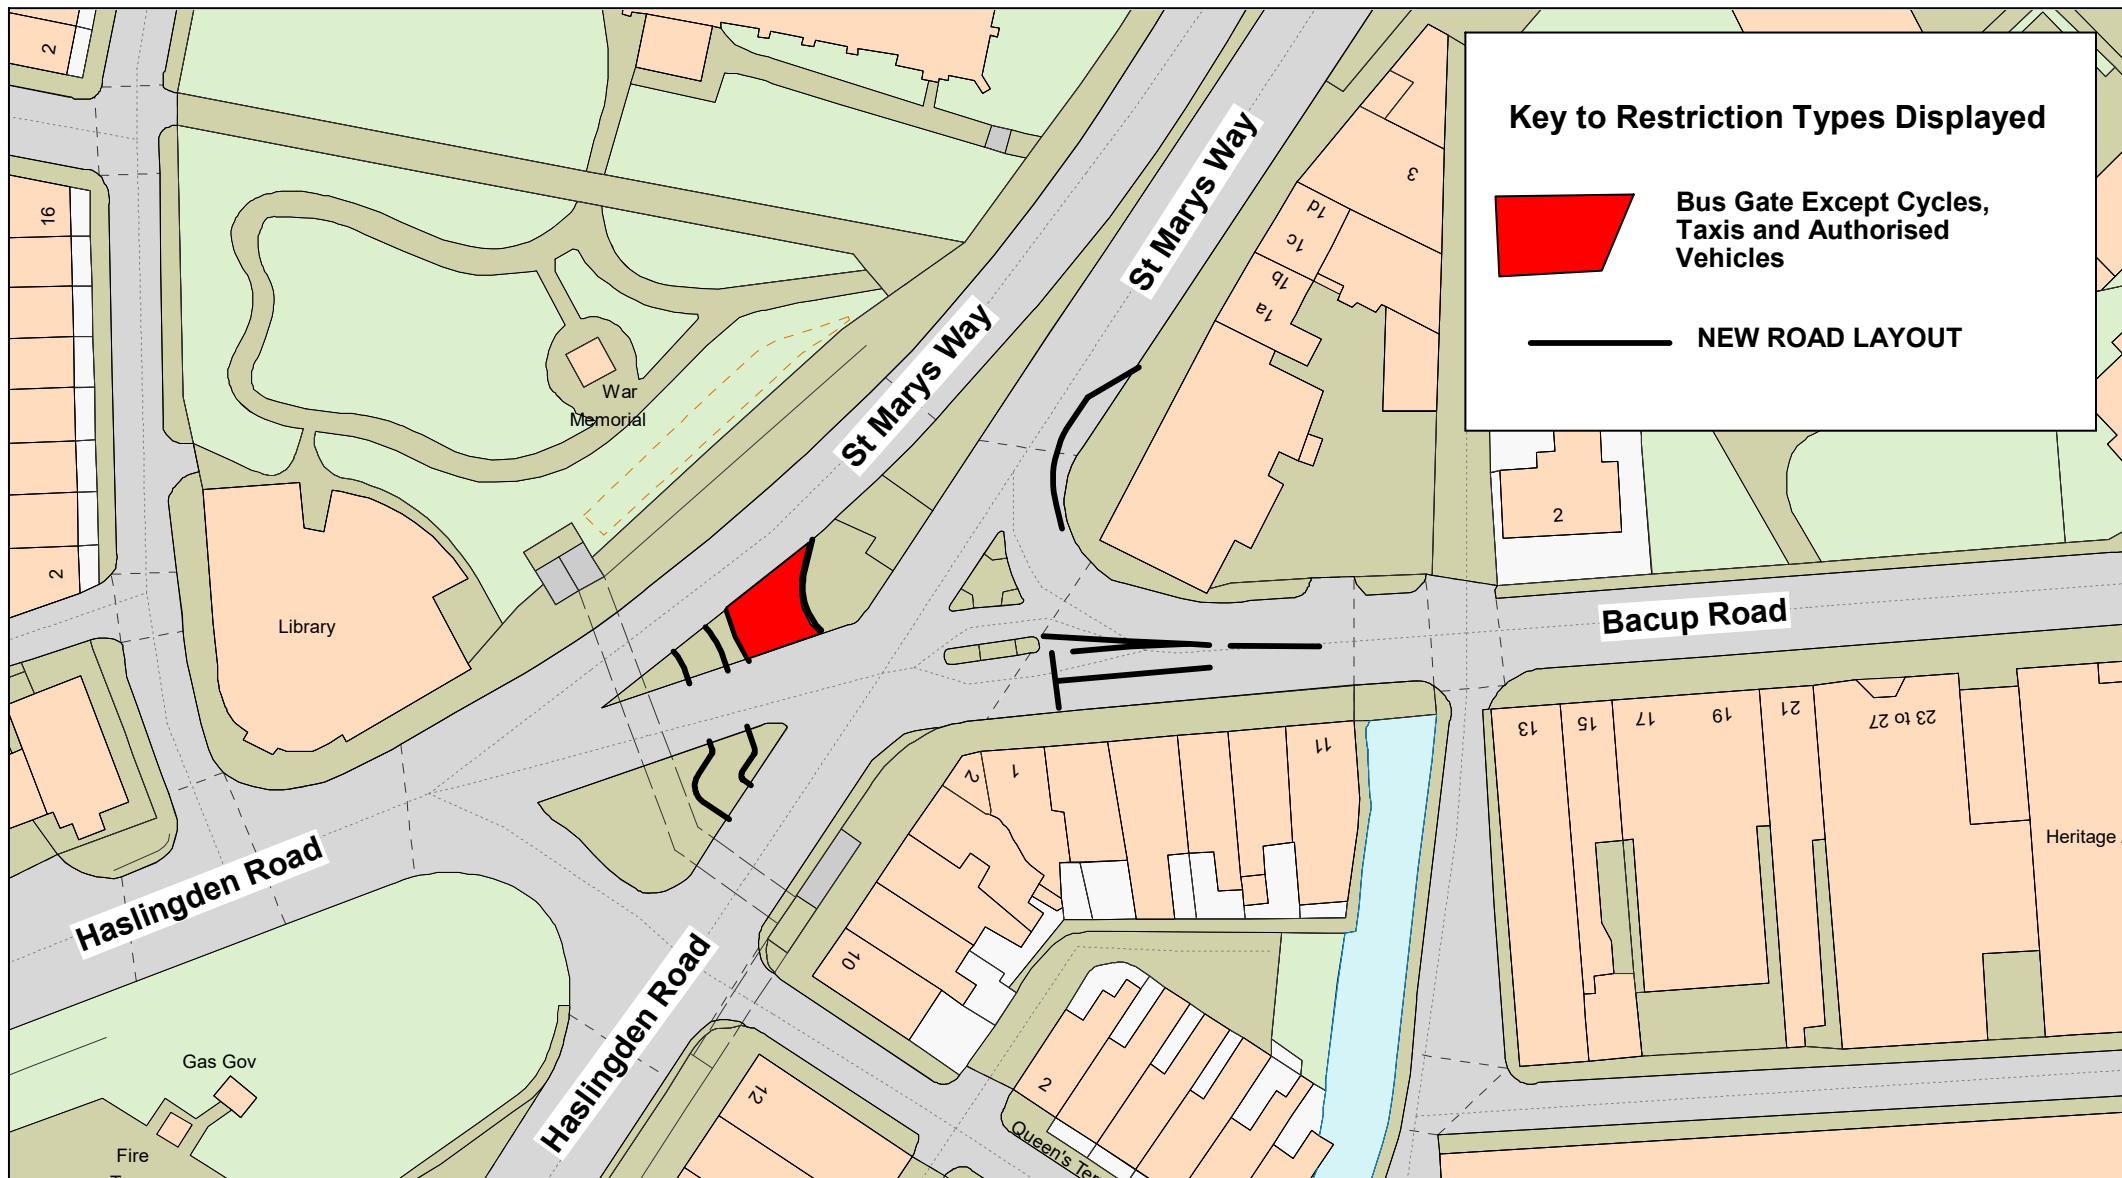 Key to Restriction Types Displayed
Bus Gate Except Cycles,
Taxis and Authorised
Vehicles
NEW ROAD LAYOUT
2
16
2
St Marys Way
St Marys Way
3
1d
1c
1b
1a
War
Memorial
2
Library
Bacup Road
13
15
17
19
21
23 to 27
2
1
11
Heritage
Haslingden Road
Haslingden Road
10
Gas Gov
12
2
Fire
Queen's Ter